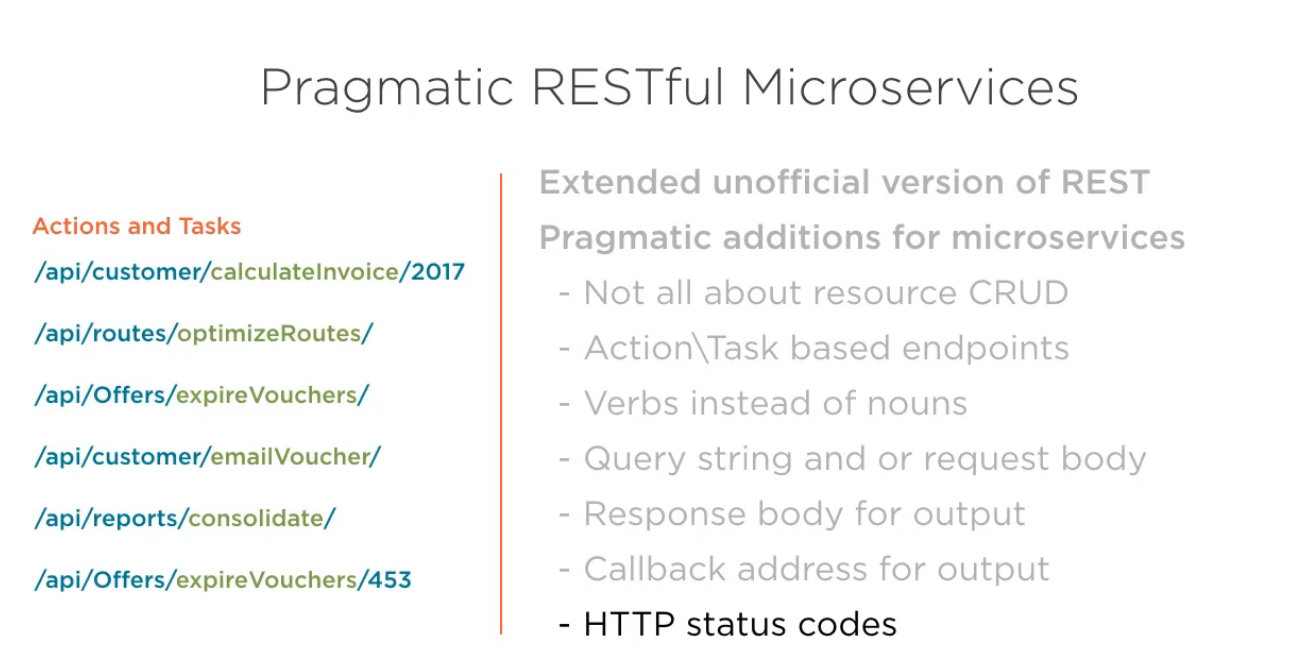 Pragmatic RESTful Microservices
Actions and Tasks
/api/customer/calculateInvoice/2017
/api/routes/optimizeRoutes/
/api/Offers/expireVouchers/
/api/customer/emailVoucher/
/api/reports/consolidate/
/api/Offers/expireVouchers/453
Extended unofficial version of REST
Pragmatic additions for microservices
- Not all about resource CRUD
- Action\Task based endpoints
- Verbs instead of nouns
- Query string and or request body
- Response body for output
- Callback address for output
- HTTP status codes